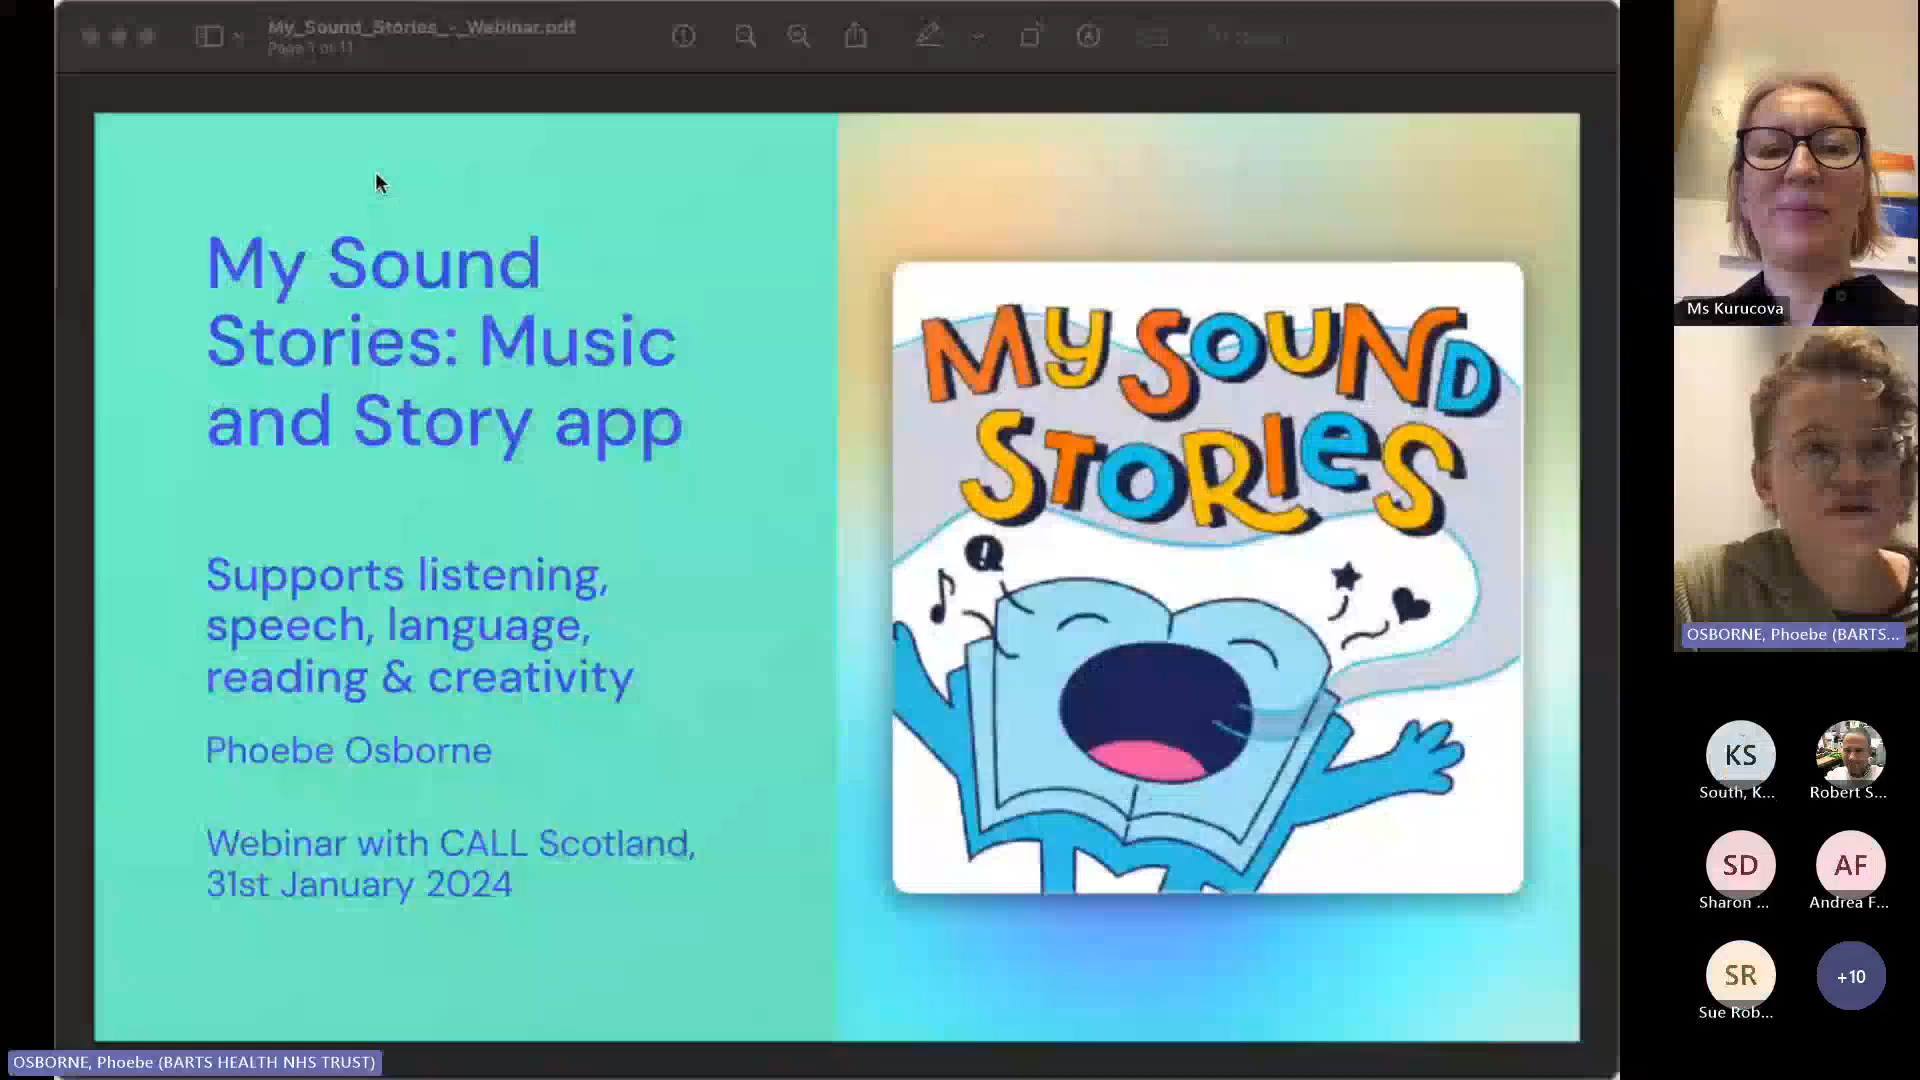 My_Sound_Stories_-_Webinar.pdf
Page 1 of 11
My Sound
Stories: Music
and Story app
Supports listening,
speech, language,
reading & creativity
Phoebe Osborne
Webinar with CALL Scotland,
31st January 2024
MY SOUND
STORIES
!
Ms Kurucova
OSBORNE, Phoebe (BARTS...
KS
South, K...
Robert S...
SD
Sharon ...
AF
Andrea F...
SR
Sue Rob...
+10
OSBORNE, Phoebe (BARTS HEALTH NHS TRUST)